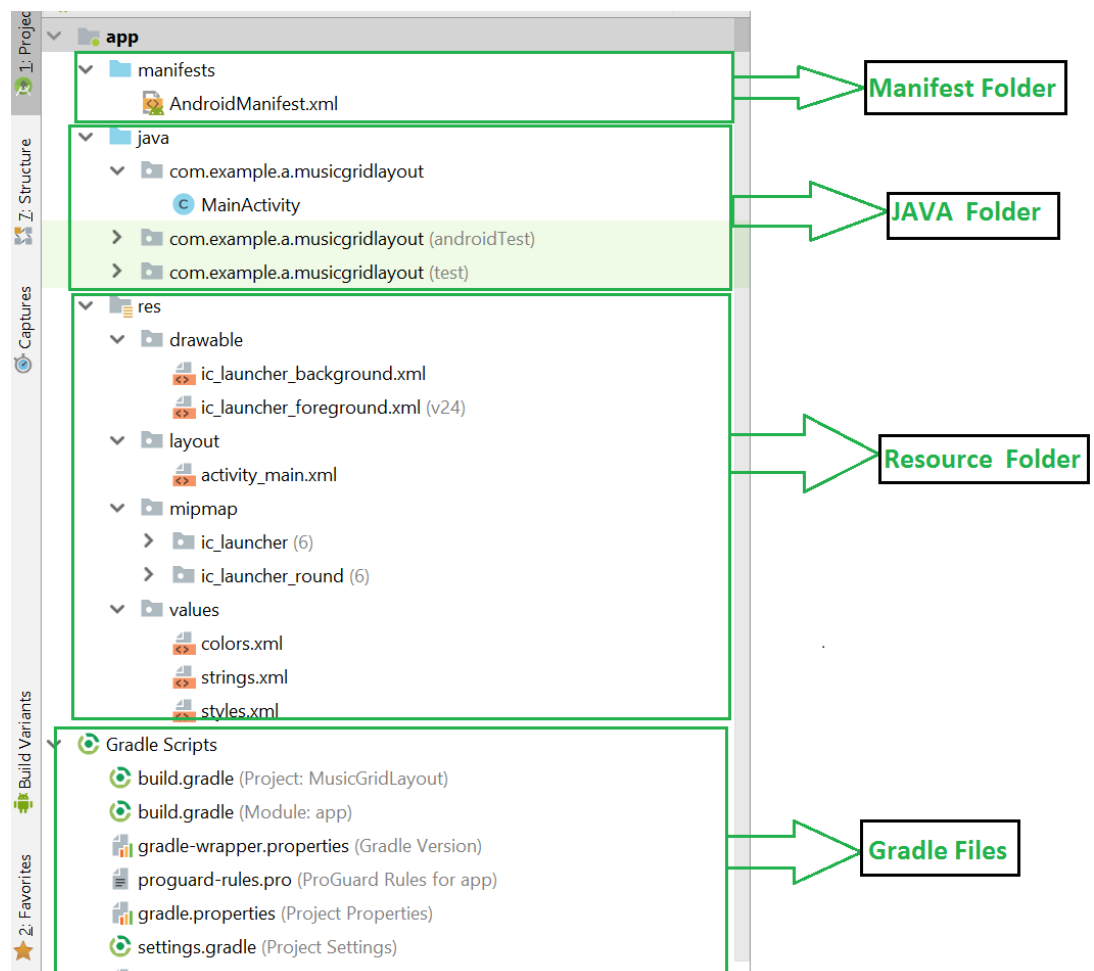 1: Projec
Z: Structure
Captures
Build Variants
2: Favorites
app
manifests
AndroidManifest.xml
Manifest Folder
java
com.example.a.musicgridlayout
MainActivity
com.example.a.musicgridlayout (androidTest)
com.example.a.musicgridlayout (test)
JAVA Folder
res
drawable
ic_launcher_background.xml
ic_launcher_foreground.xml (v24)
layout
activity_main.xml
mipmap
ic_launcher (6)
ic_launcher_round (6)
values
colors.xml
strings.xml
styles.xml
Resource Folder
Gradle Scripts
build.gradle (Project: MusicGridLayout)
build.gradle (Module: app)
gradle-wrapper.properties (Gradle Version)
proguard-rules.pro (ProGuard Rules for app)
gradle.properties (Project Properties)
settings.gradle (Project Settings)
Gradle Files